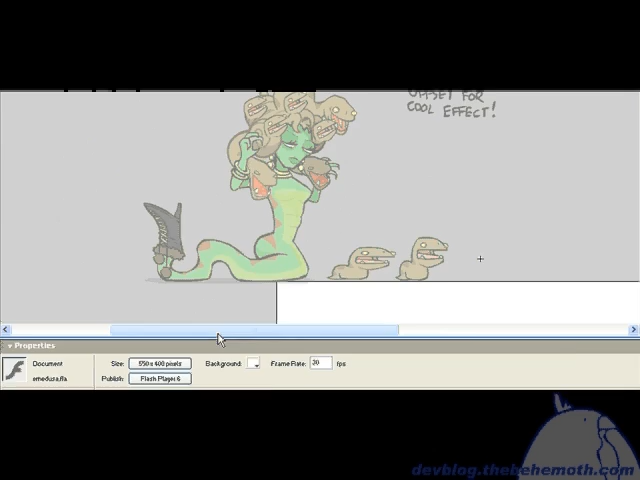 OFFSET FOR
COOL EFFECT!
Properties
Document
Size:
550 x 400 pixels
Background:
Frame Rate:
30
fps
emedusa.fla
Publish:
Flash Player 6
devblog.thebehemoth.com